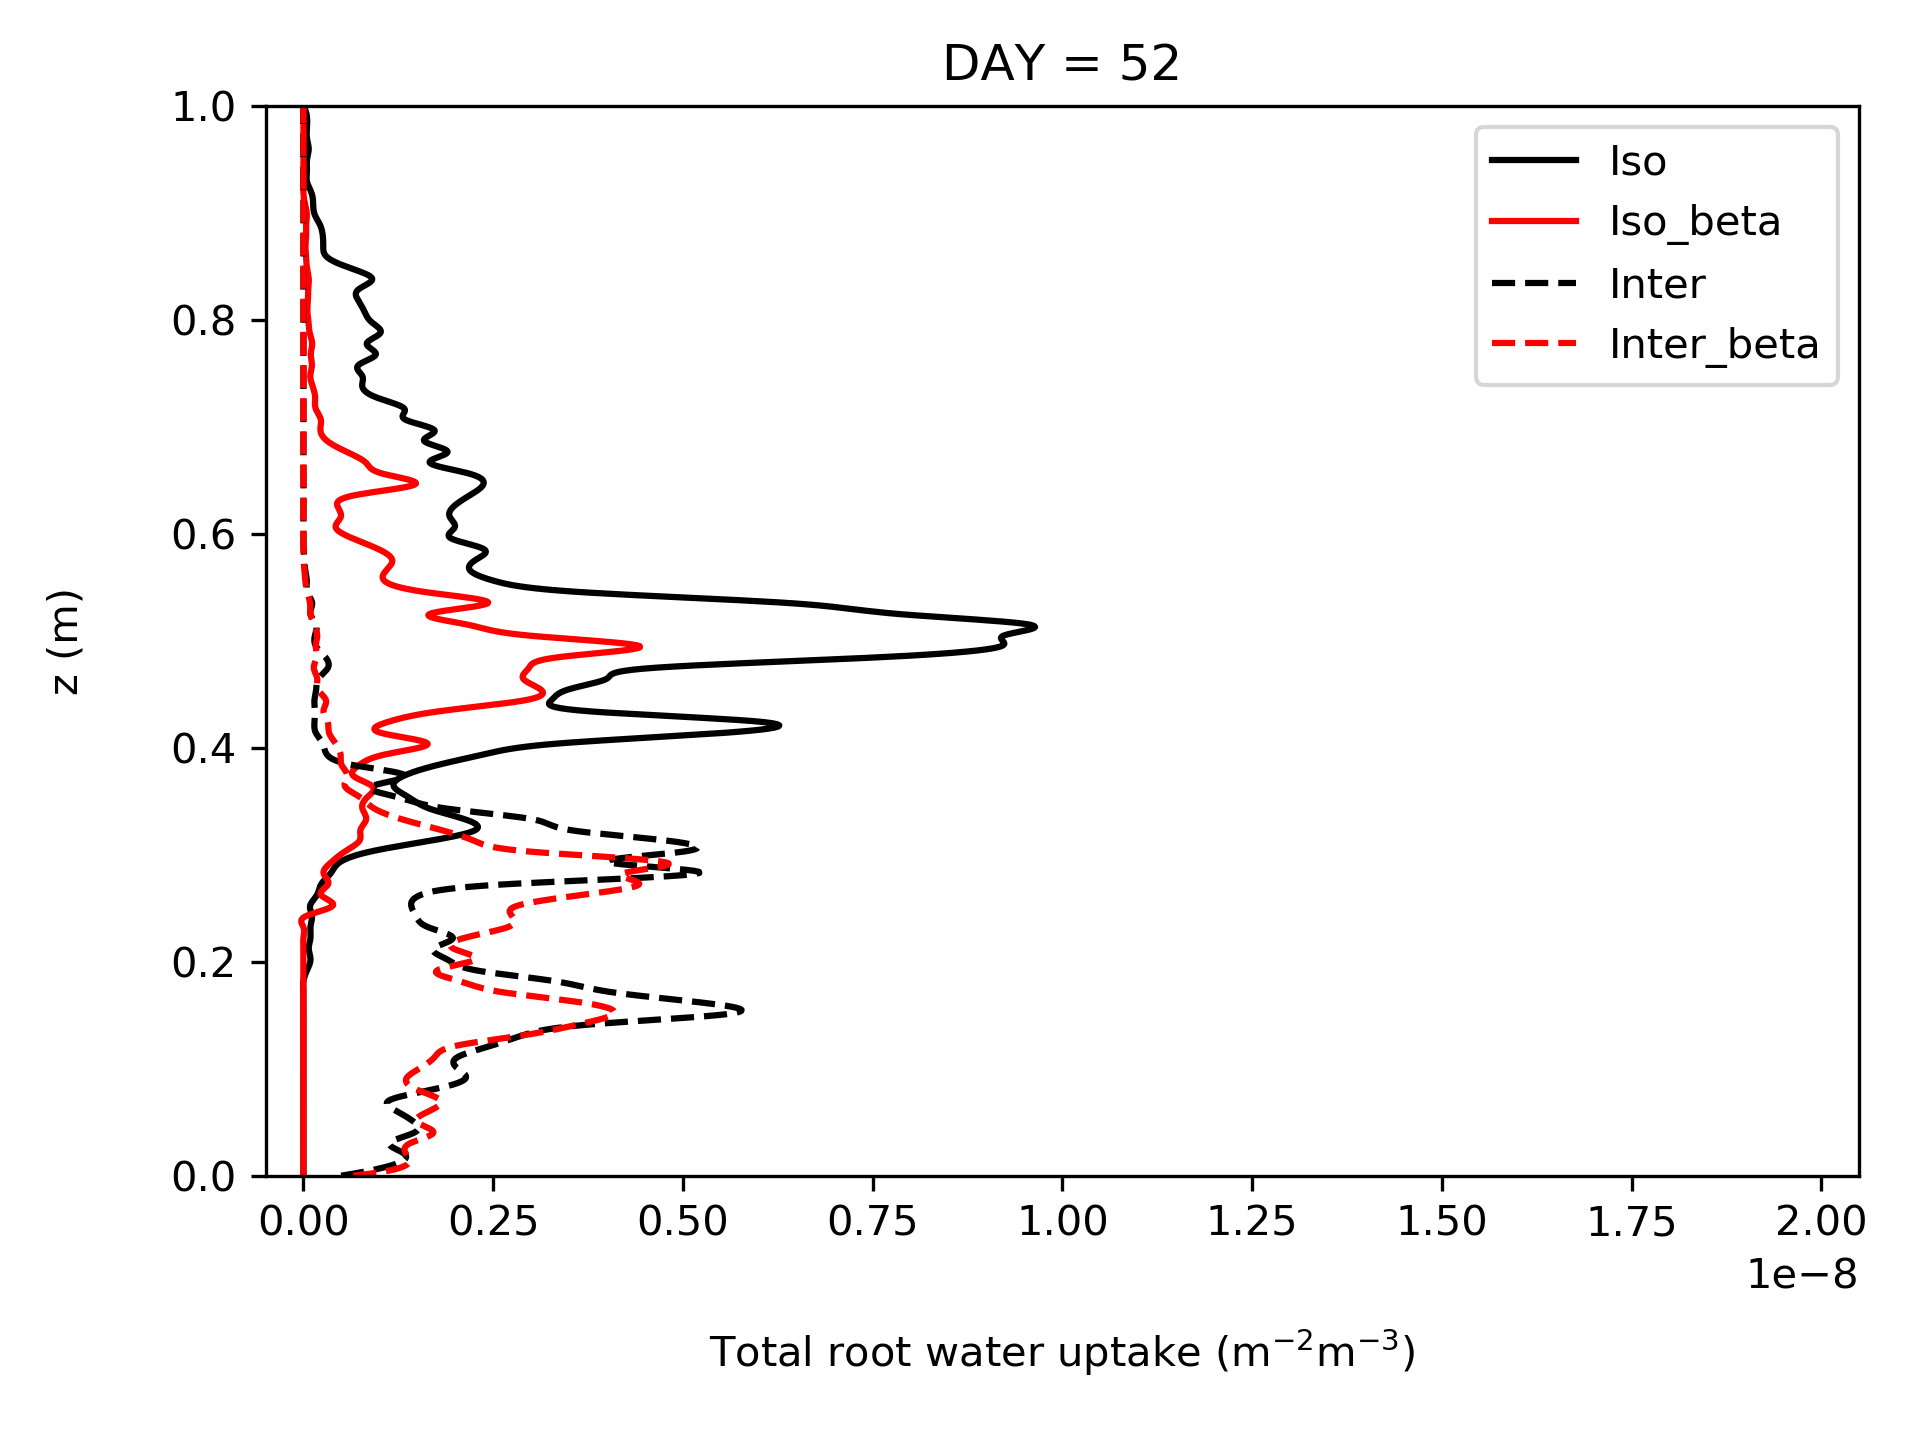 DAY = 52
1.0
0.8
0.6
0.4
0.2
0.0
z (m)
Iso
Iso_beta
Inter
Inter_beta
0.00 0.25 0.50 0.75 1.00 1.25 1.50 1.75 2.00
1e−8
Total root water uptake (m⁻²m⁻³)